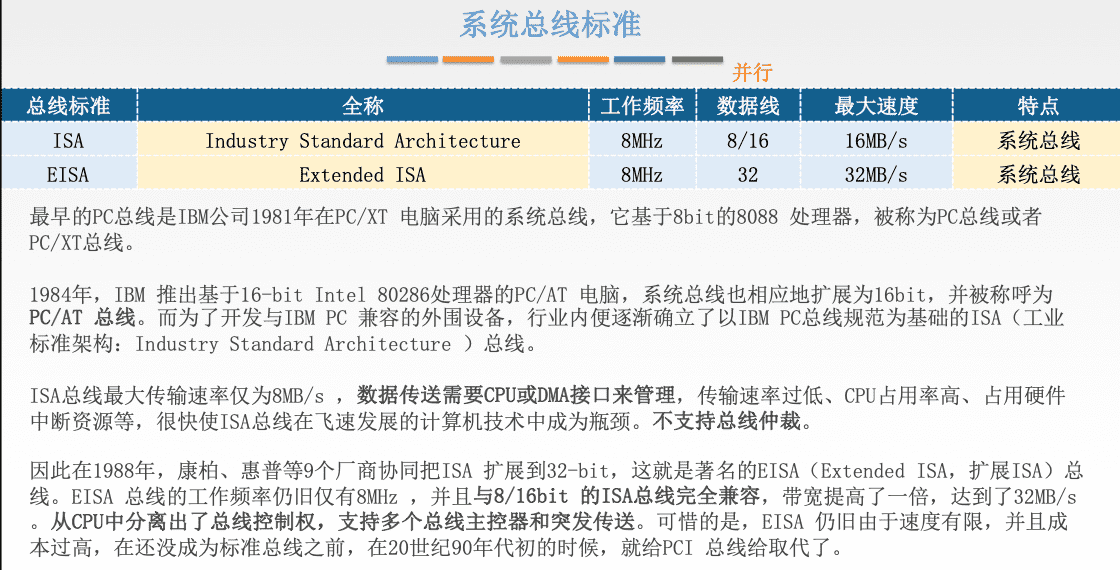 系统总线标准
并行
总线标准 全称 工作频率 数据线 最大速度 特点
ISA Industry Standard Architecture 8MHz 8/16 16MB/s 系统总线
EISA Extended ISA 8MHz 32 32MB/s 系统总线
最早的PC总线是IBM公司1981年在PC/XT 电脑采用的系统总线，它基于8bit的8088 处理器，被称为PC总线或者
PC/XT总线。
1984年，IBM 推出基于16-bit Intel 80286处理器的PC/AT 电脑，系统总线也相应地扩展为16bit，并被称呼为
PC/AT 总线。而为了开发与IBM PC 兼容的外围设备，行业内便逐渐确立了以IBM PC总线规范为基础的ISA（工业
标准架构：Industry Standard Architecture ）总线。
ISA总线最大传输速率仅为8MB/s ，数据传送需要CPU或DMA接口来管理，传输速率过低、CPU占用率高、占用硬件
中断资源等，很快使ISA总线在飞速发展的计算机技术中成为瓶颈。不支持总线仲裁。
因此在1988年，康柏、惠普等9个厂商协同把ISA 扩展到32-bit，这就是著名的EISA（Extended ISA，扩展ISA）总
线。EISA 总线的工作频率仍旧仅有8MHz ，并且与8/16bit 的ISA总线完全兼容，带宽提高了一倍，达到了32MB/s
。从CPU中分离出了总线控制权，支持多个总线主控器和突发传送。可惜的是，EISA 仍旧由于速度有限，并且成
本过高，在还没成为标准总线之前，在20世纪90年代初的时候，就给PCI 总线给取代了。